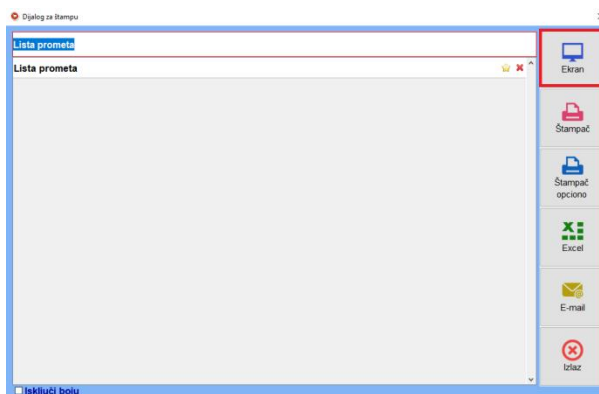 Dijalog za štampu
Lista prometa
Lista prometa
Ekran
Štampač
Štampač
opciono
Excel
E-mail
Izlaz
Isključi boju